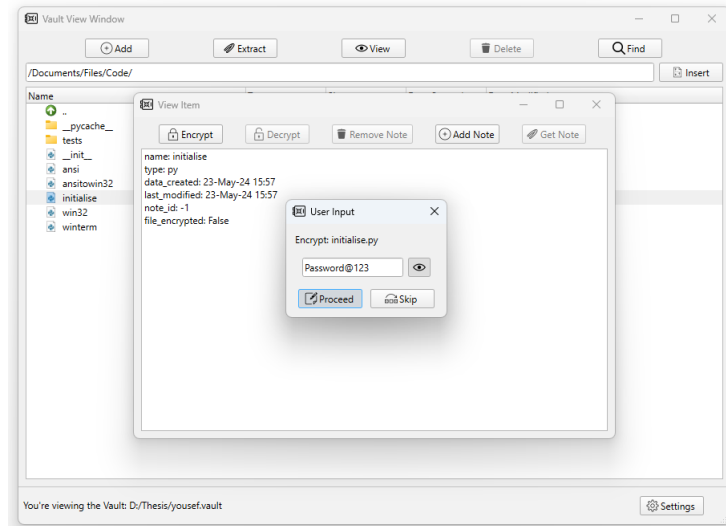 Vault View Window
Add Extract View Delete Find
/Documents/Files/Code/ Insert
Name
View Item
..
__pycache__
tests
__init__
ansi
ansitowin32
initialise
win32
winterm
Encrypt Decrypt Remove Note Add Note Get Note
name: initialise
type: py
data_created: 23-May-24 15:57
last_modified: 23-May-24 15:57
note_id: -1
file_encrypted: False
User Input
Encrypt: initialise.py
Password@123
Proceed Skip
You're viewing the Vault: D:/Thesis/yousef.vault Settings